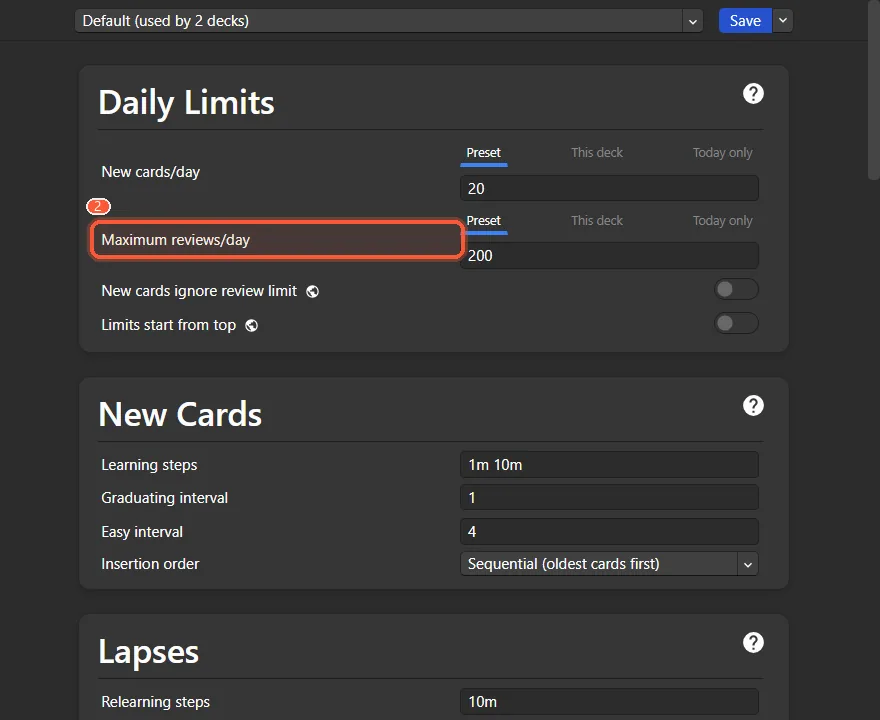 Default (used by 2 decks)
Save
Daily Limits
Preset This deck Today only
New cards/day
20
2
Preset This deck Today only
Maximum reviews/day
200
New cards ignore review limit
Limits start from top
New Cards
Learning steps 1m 10m
Graduating interval 1
Easy interval 4
Insertion order Sequential (oldest cards first)
Lapses
Relearning steps 10m